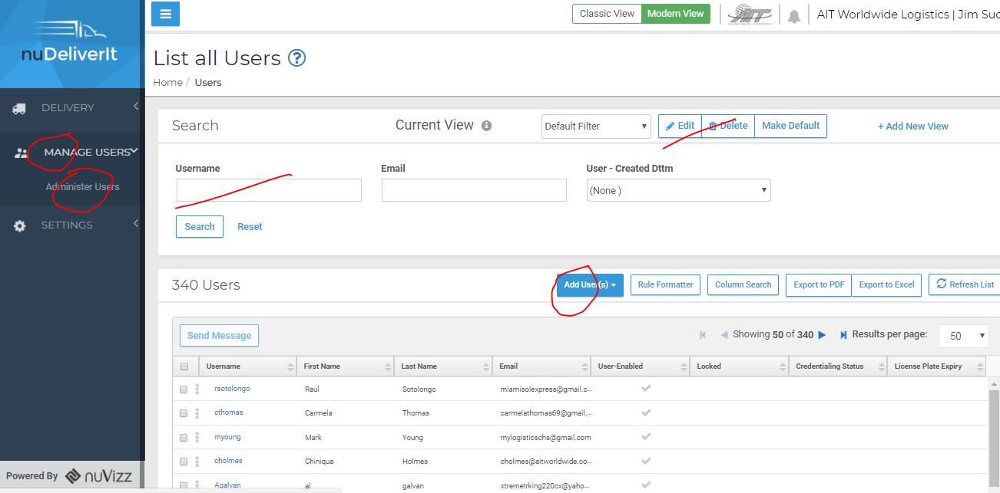 Classic View Modern View AIT AIT Worldwide Logistics | Jim Suc
nuDeliverIt
List all Users ?
Home / Users
DELIVERY
MANAGE USERS
Administer Users
SETTINGS
Search Current View Default Filter Edit Delete Make Default + Add New View
Username Email User - Created Dttm
(None )
Search Reset
340 Users Add User(s) Rule Formatter Column Search Export to PDF Export to Excel Refresh List
Send Message Showing 50 of 340 Results per page: 50
Username First Name Last Name Email User-Enabled Locked Credentialing Status License Plate Expiry
rsotolongo Raul Sotolongo miamisolexpress@gmail.c...
cthomas Carmela Thomas carmelathomas69@gmail....
myoung Mark Young mylogisticschs@gmail.com
cholmes Chiniqua Holmes cholmes@aitworldwide.co...
Agalvan al galvan xtremetrking220cx@yaho...
Powered By nuVizz